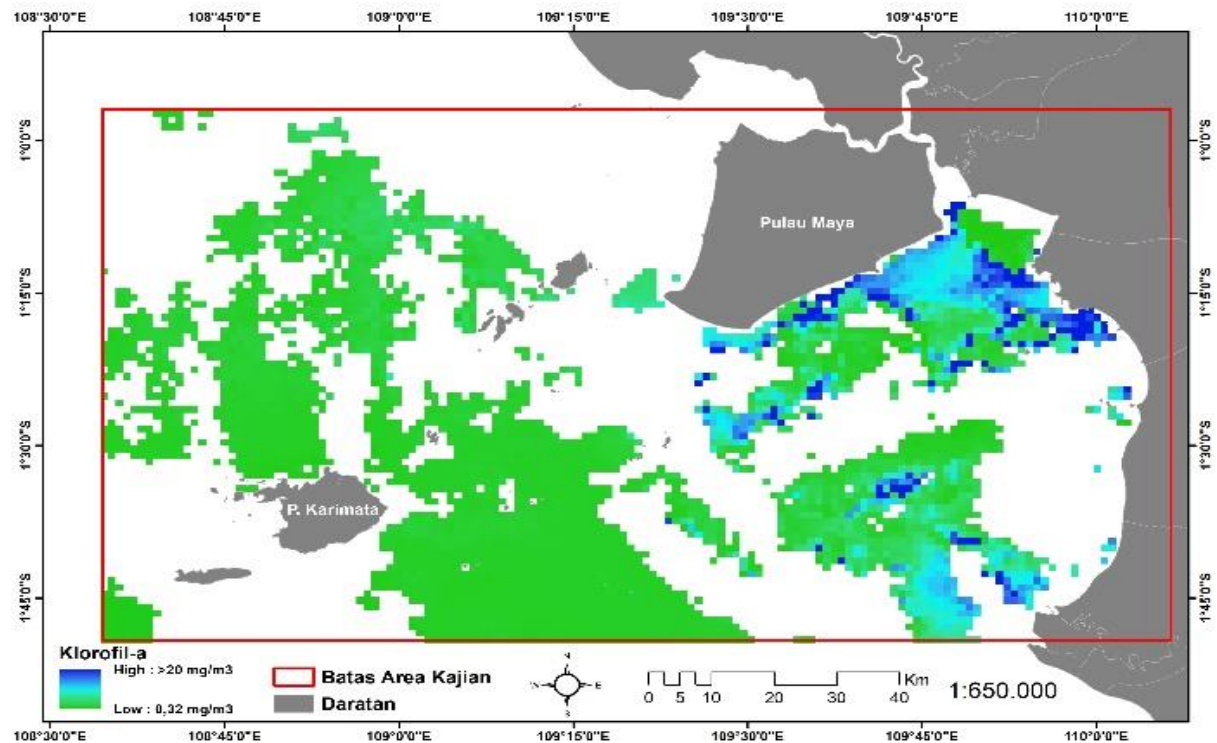 108°30'0"E 108°45'0"E 109°0'0"E 109°15'0"E 109°30'0"E 109°45'0"E 110°0'0"E
1°0'0"S 1°0'0"S
Pulau Maya
1°15'0"S 1°15'0"S
1°30'0"S 1°30'0"S
P. Karimata
1°45'0"S 1°45'0"S
Klorofil-a
High : >20 mg/m3
Low : 0,32 mg/m3
Batas Area Kajian
Daratan
N
W E
S
Km
0 5 10 20 30 40
1:650.000
108°30'0"E 108°45'0"E 109°0'0"E 109°15'0"E 109°30'0"E 109°45'0"E 110°0'0"E